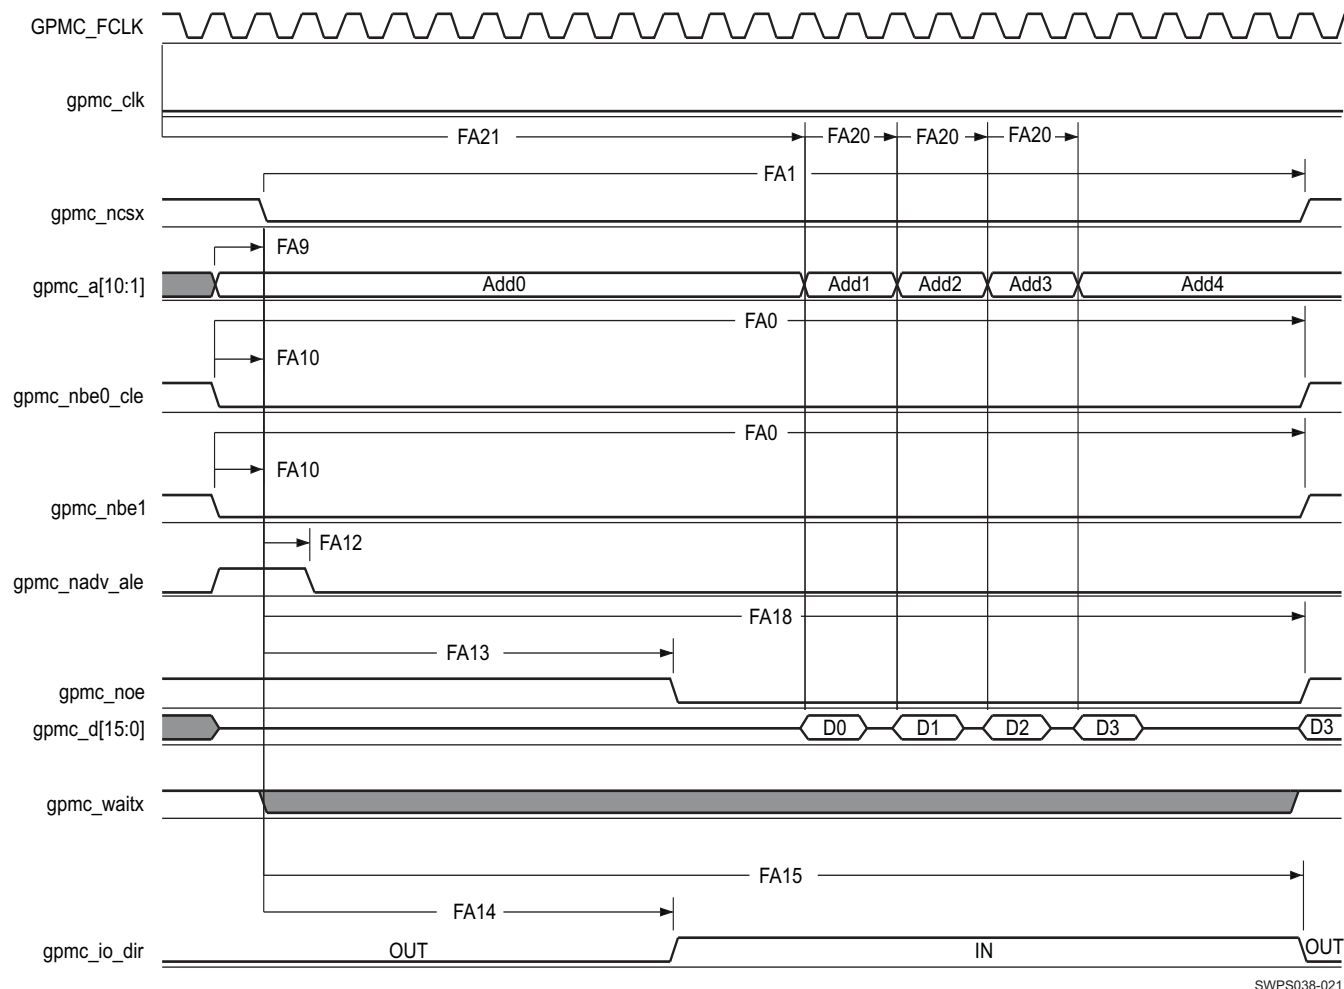 GPMC_FCLK
gpmc_clk
FA21 FA20 FA20 FA20
FA1
gpmc_ncsx
FA9
gpmc_a[10:1] Add0 Add1 Add2 Add3 Add4
FA0
FA10
gpmc_nbe0_cle
FA0
FA10
gpmc_nbe1
FA12
gpmc_nadv_ale
FA18
FA13
gpmc_noe
gpmc_d[15:0] D0 D1 D2 D3 D3
gpmc_waitx
FA15
FA14
gpmc_io_dir OUT IN OUT
SWPS038-021